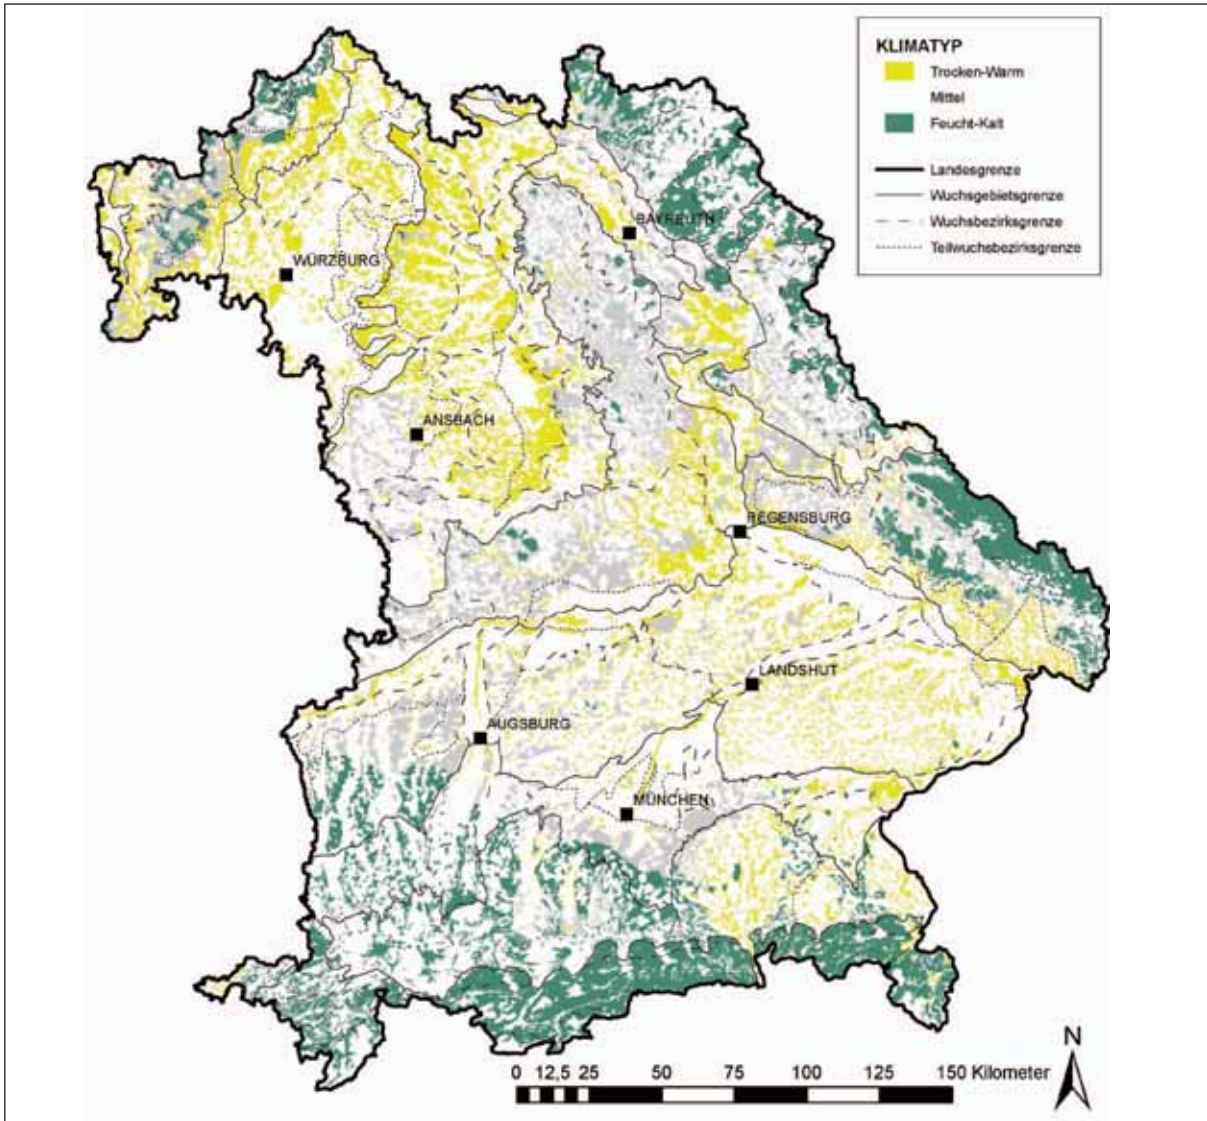 KLIMATYP
Trocken-Warm
Mittel
Feucht-Kalt
Landesgrenze
Wuchsgebietsgrenze
Wuchsbezirksgrenze
Teilwuchsbezirksgrenze
BAYREUTH
WÜRZBURG
ANSBACH
REGENSBURG
LANDSHUT
AUGSBURG
MÜNCHEN
N
0 12,5 25 50 75 100 125 150 Kilometer